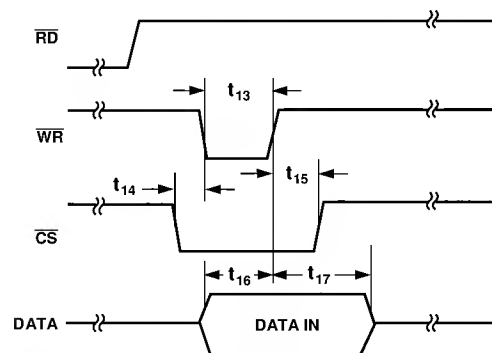 RD
t13
WR
t14
t15
CS
t16
t17
DATA
DATA IN